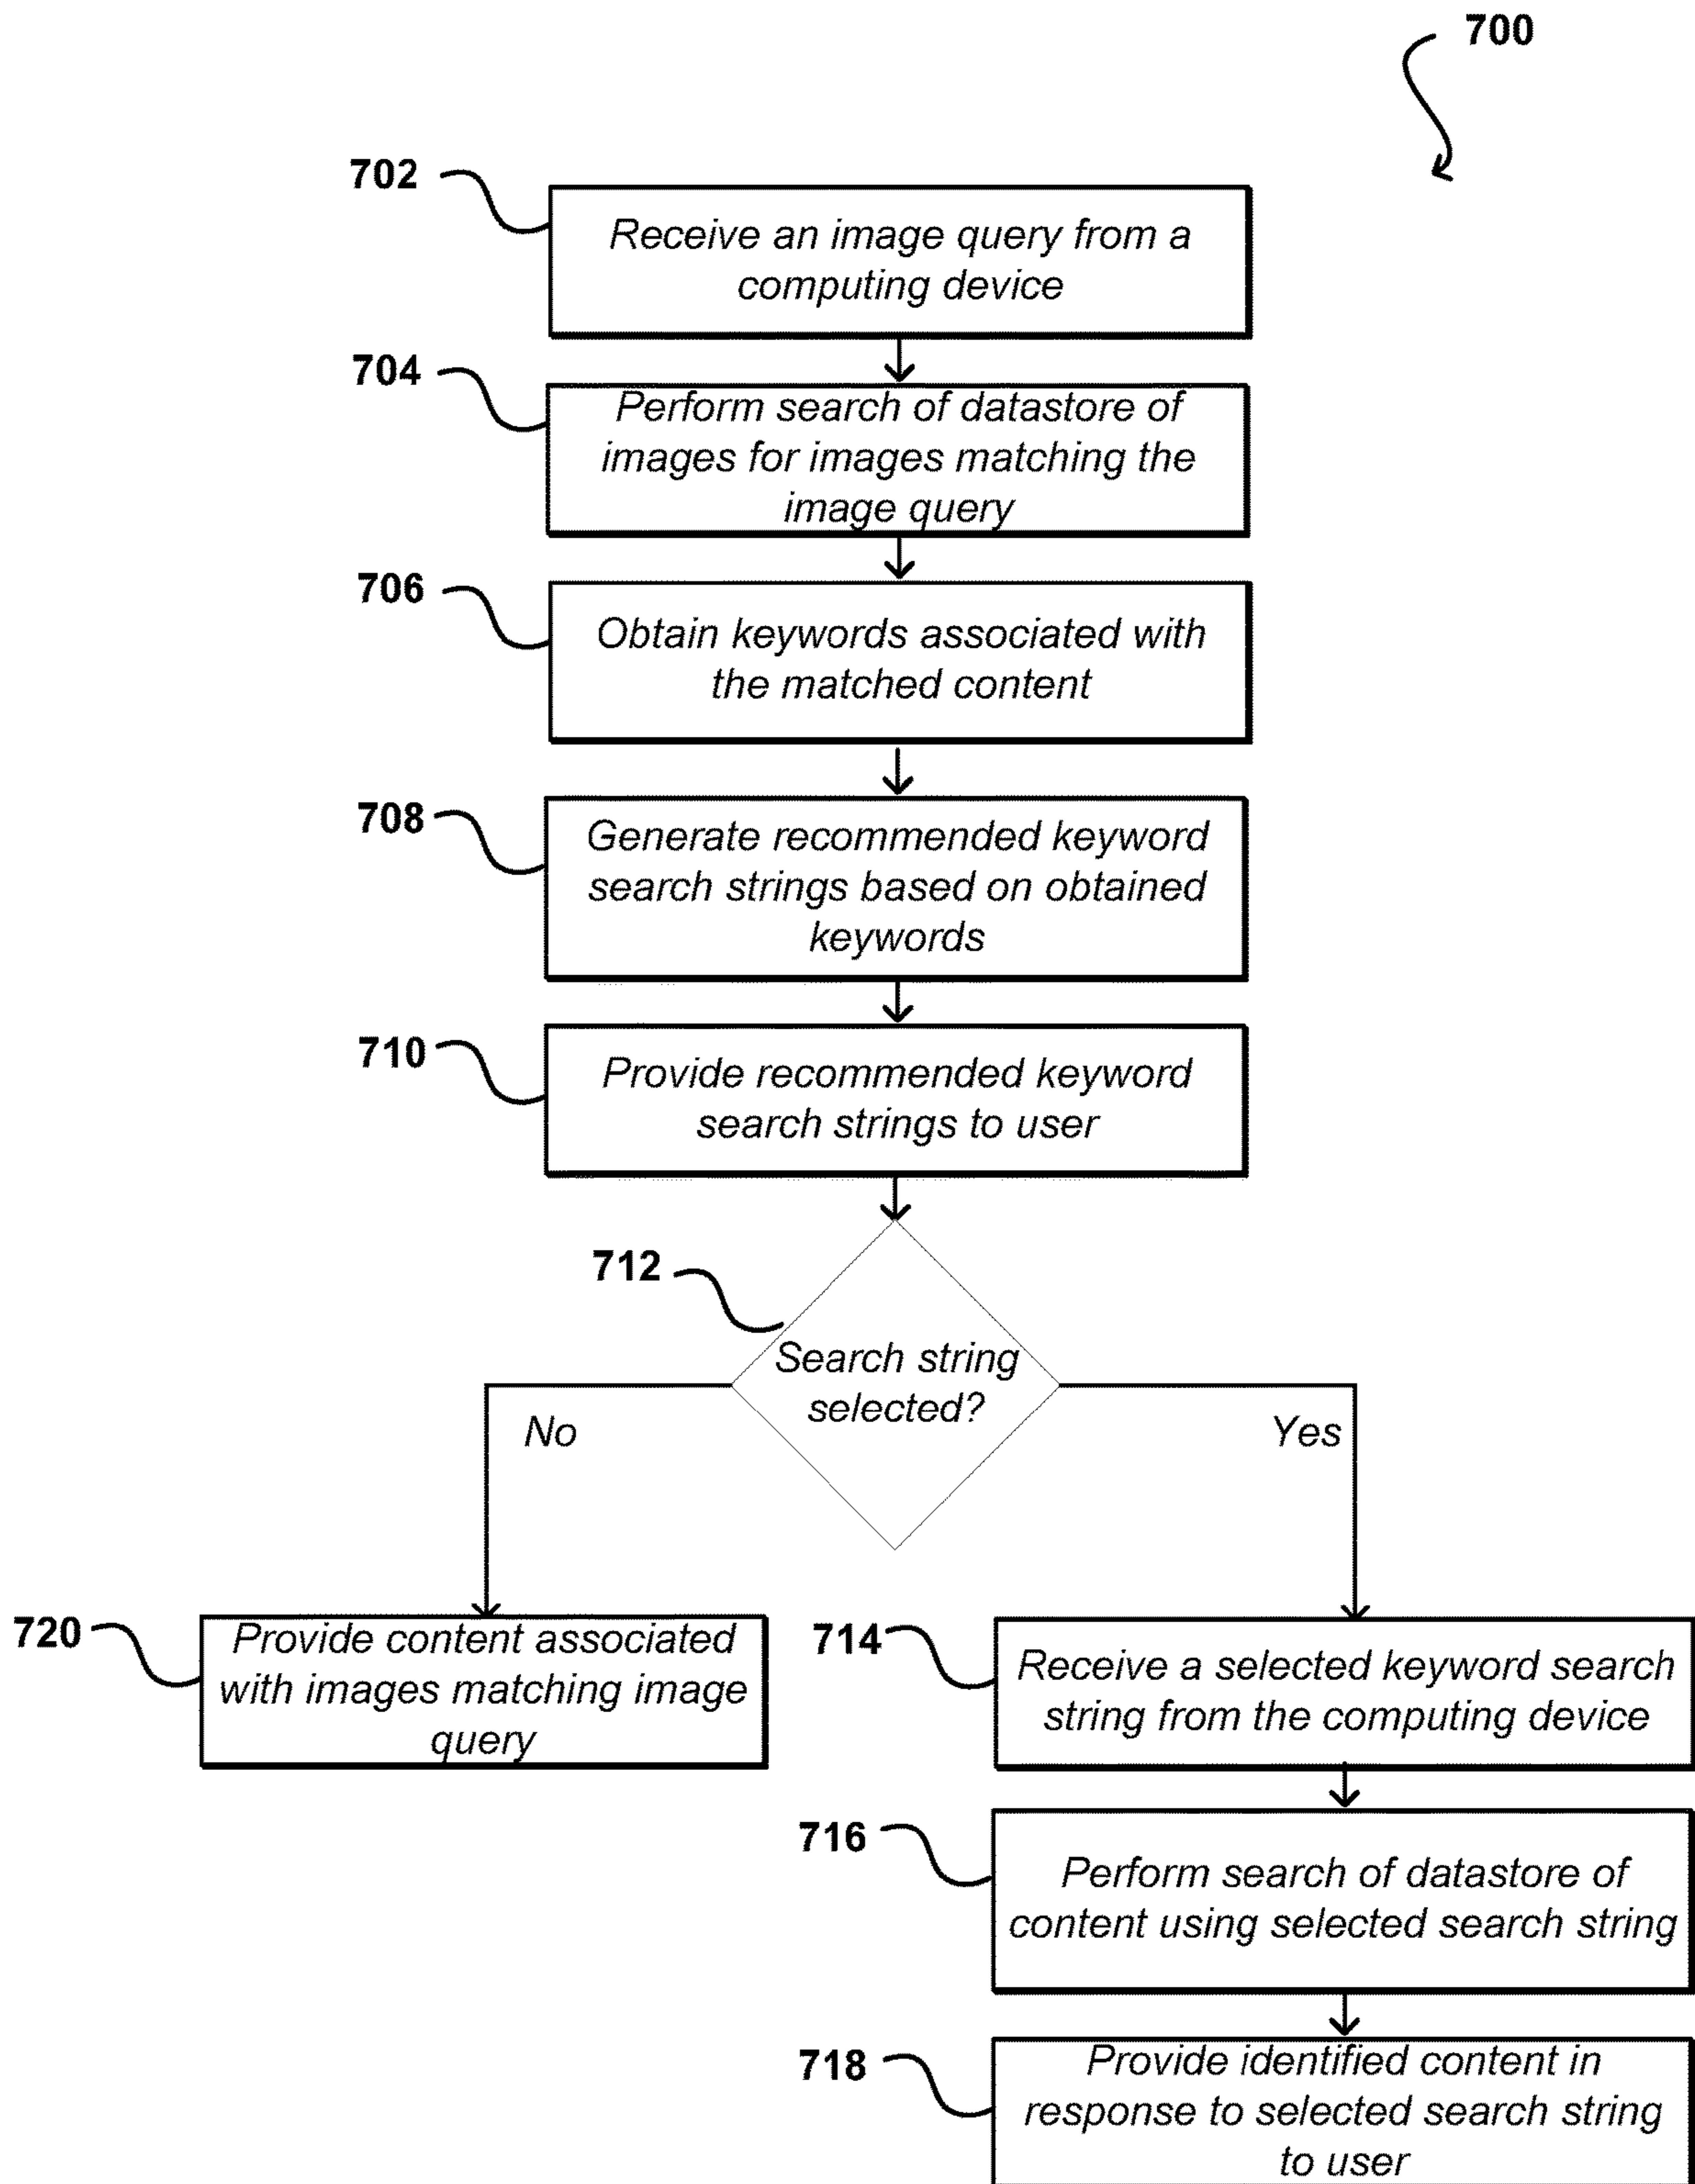 700
702
Receive an image query from a
computing device
704
Perform search of datastore of
images for images matching the
image query
706
Obtain keywords associated with
the matched content
708
Generate recommended keyword
search strings based on obtained
keywords
710
Provide recommended keyword
search strings to user
712
Search string
selected?
No
Yes
720
Provide content associated
with images matching image
query
714
Receive a selected keyword search
string from the computing device
716
Perform search of datastore of
content using selected search string
718
Provide identified content in
response to selected search string
to user